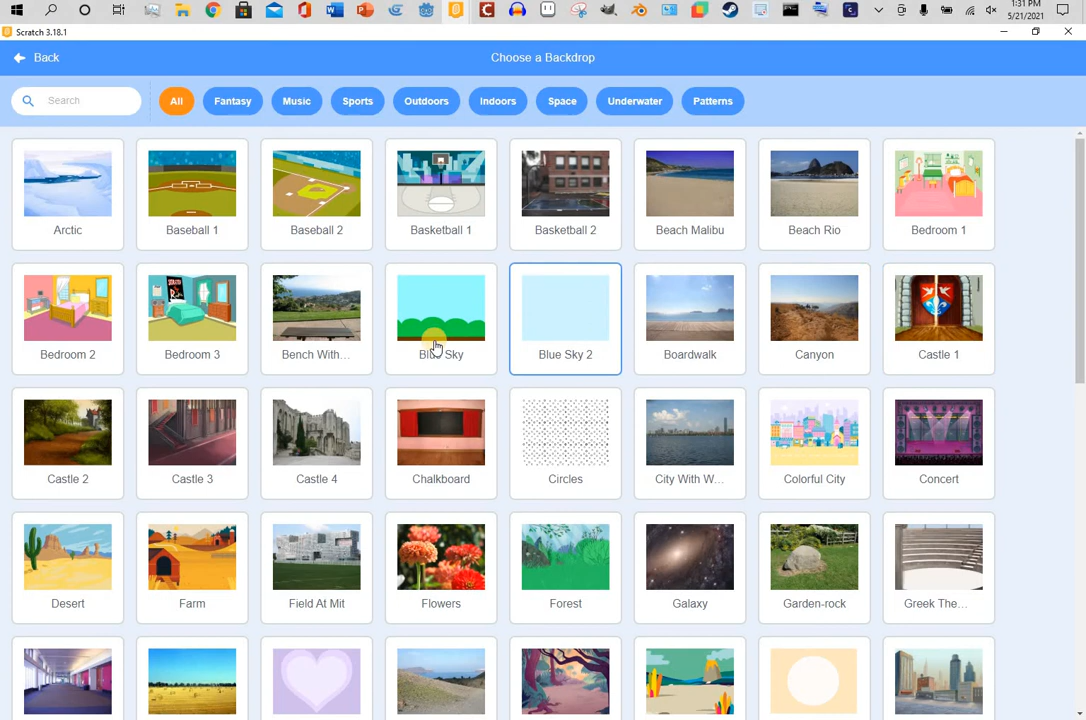 1:31 PM
5/21/2021
Scratch 3.18.1
Back
Choose a Backdrop
Search
All
Fantasy
Music
Sports
Outdoors
Indoors
Space
Underwater
Patterns
Arctic
Baseball 1
Baseball 2
Basketball 1
Basketball 2
Beach Malibu
Beach Rio
Bedroom 1
Bedroom 2
Bedroom 3
Bench With...
Blue Sky
Blue Sky 2
Boardwalk
Canyon
Castle 1
Castle 2
Castle 3
Castle 4
Chalkboard
Circles
City With W...
Colorful City
Concert
Desert
Farm
Field At Mit
Flowers
Forest
Galaxy
Garden-rock
Greek The...